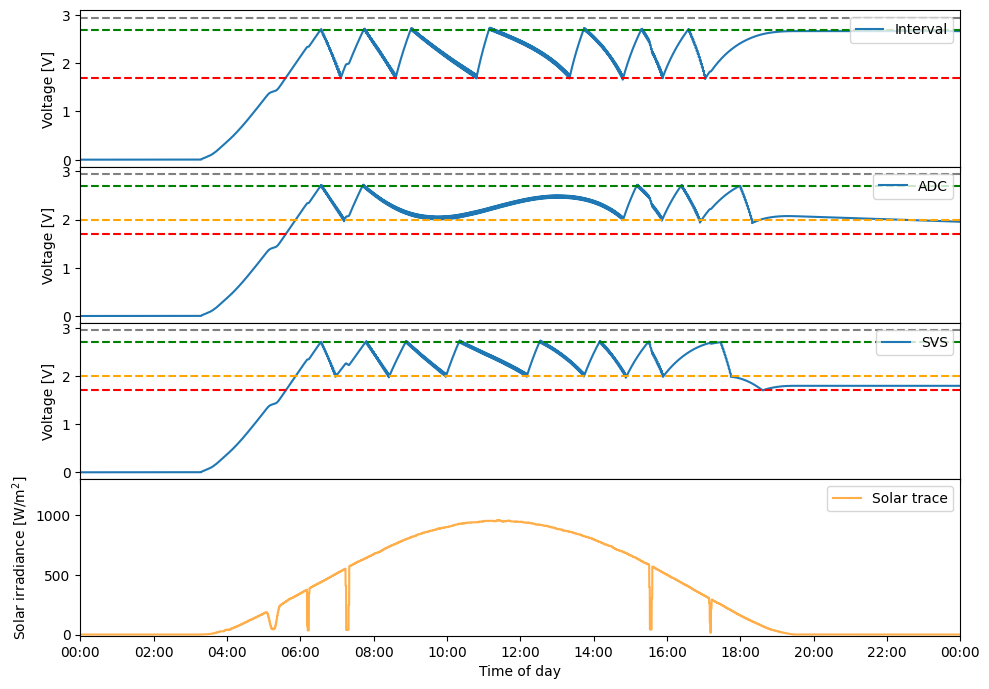 3
2
1
0
Voltage [V]
Interval
3
2
1
0
Voltage [V]
ADC
3
2
1
0
Voltage [V]
SVS
1000
500
0
Solar irradiance [W/m²]
Solar trace
00:00 02:00 04:00 06:00 08:00 10:00 12:00 14:00 16:00 18:00 20:00 22:00 00:00
Time of day